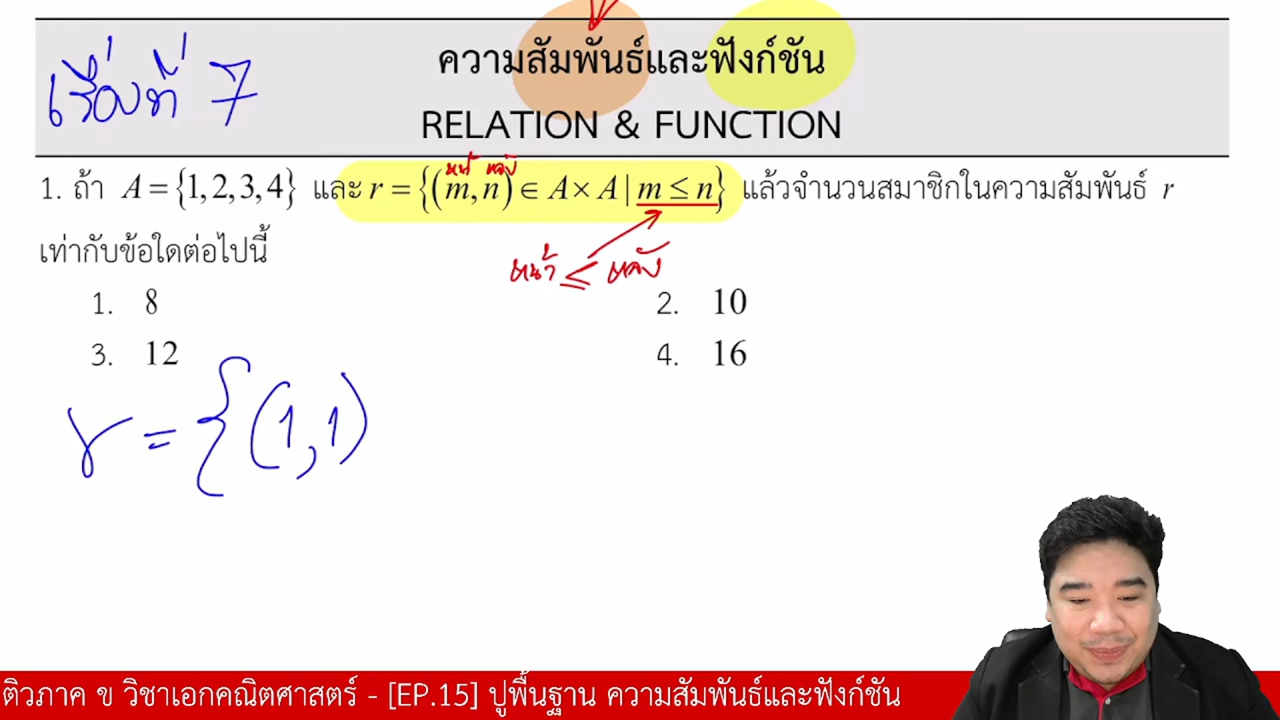 ความสัมพันธ์และฟังก์ชัน
เรื่องที่ 7
RELATION & FUNCTION
หน้า หลัง
1. ถ้า A = {1, 2, 3, 4} และ r = {(m, n) ∈ A × A | m ≤ n} แล้วจำนวนสมาชิกในความสัมพันธ์ r
เท่ากับข้อใดต่อไปนี้
หน้า ≤ หลัง
1. 8 2. 10
3. 12 4. 16
r = {(1,1)
ติวภาค ข วิชาเอกคณิตศาสตร์ - [EP.15] ปูพื้นฐาน ความสัมพันธ์และฟังก์ชัน